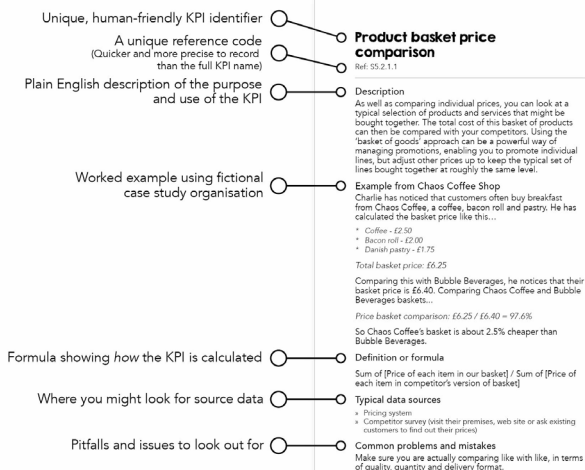 Unique, human-friendly KPI identifier
A unique reference code
(Quicker and more precise to record
than the full KPI name)
Plain English description of the purpose
and use of the KPI
Worked example using fictional
case study organisation
Formula showing how the KPI is calculated
Where you might look for source data
Pitfalls and issues to look out for
Product basket price
comparison
Ref: S5.2.1.1
Description
As well as comparing individual prices, you can look at a
typical selection of products and services that might be
bought together. The total cost of this basket of products
can then be compared with your competitors. Using the
'basket of goods' approach can be a powerful way of
managing promotions, enabling you to promote individual
lines, but adjust other prices up to keep the typical set of
lines bought together at roughly the same level.
Example from Chaos Coffee Shop
Charlie has noticed that customers often buy breakfast
from Chaos Coffee, a coffee, bacon roll and pastry. He has
calculated the basket price like this...
* Coffee - £2.50
* Bacon roll - £2.00
* Danish pastry - £1.75
Total basket price: £6.25
Comparing this with Bubble Beverages, he notices that their
basket price is £6.40. Comparing Chaos Coffee and Bubble
Beverages baskets...
Price basket comparison: £6.25 / £6.40 = 97.6%
So Chaos Coffee's basket is about 2.5% cheaper than
Bubble Beverages.
Definition or formula
Sum of [Price of each item in our basket] / Sum of [Price of
each item in competitor's version of basket]
Typical data sources
» Pricing system
» Competitor survey (visit their premises, web site or ask existing
customers to find out their prices)
Common problems and mistakes
Make sure you are actually comparing like with like, in terms
of quality, quantity and delivery format.